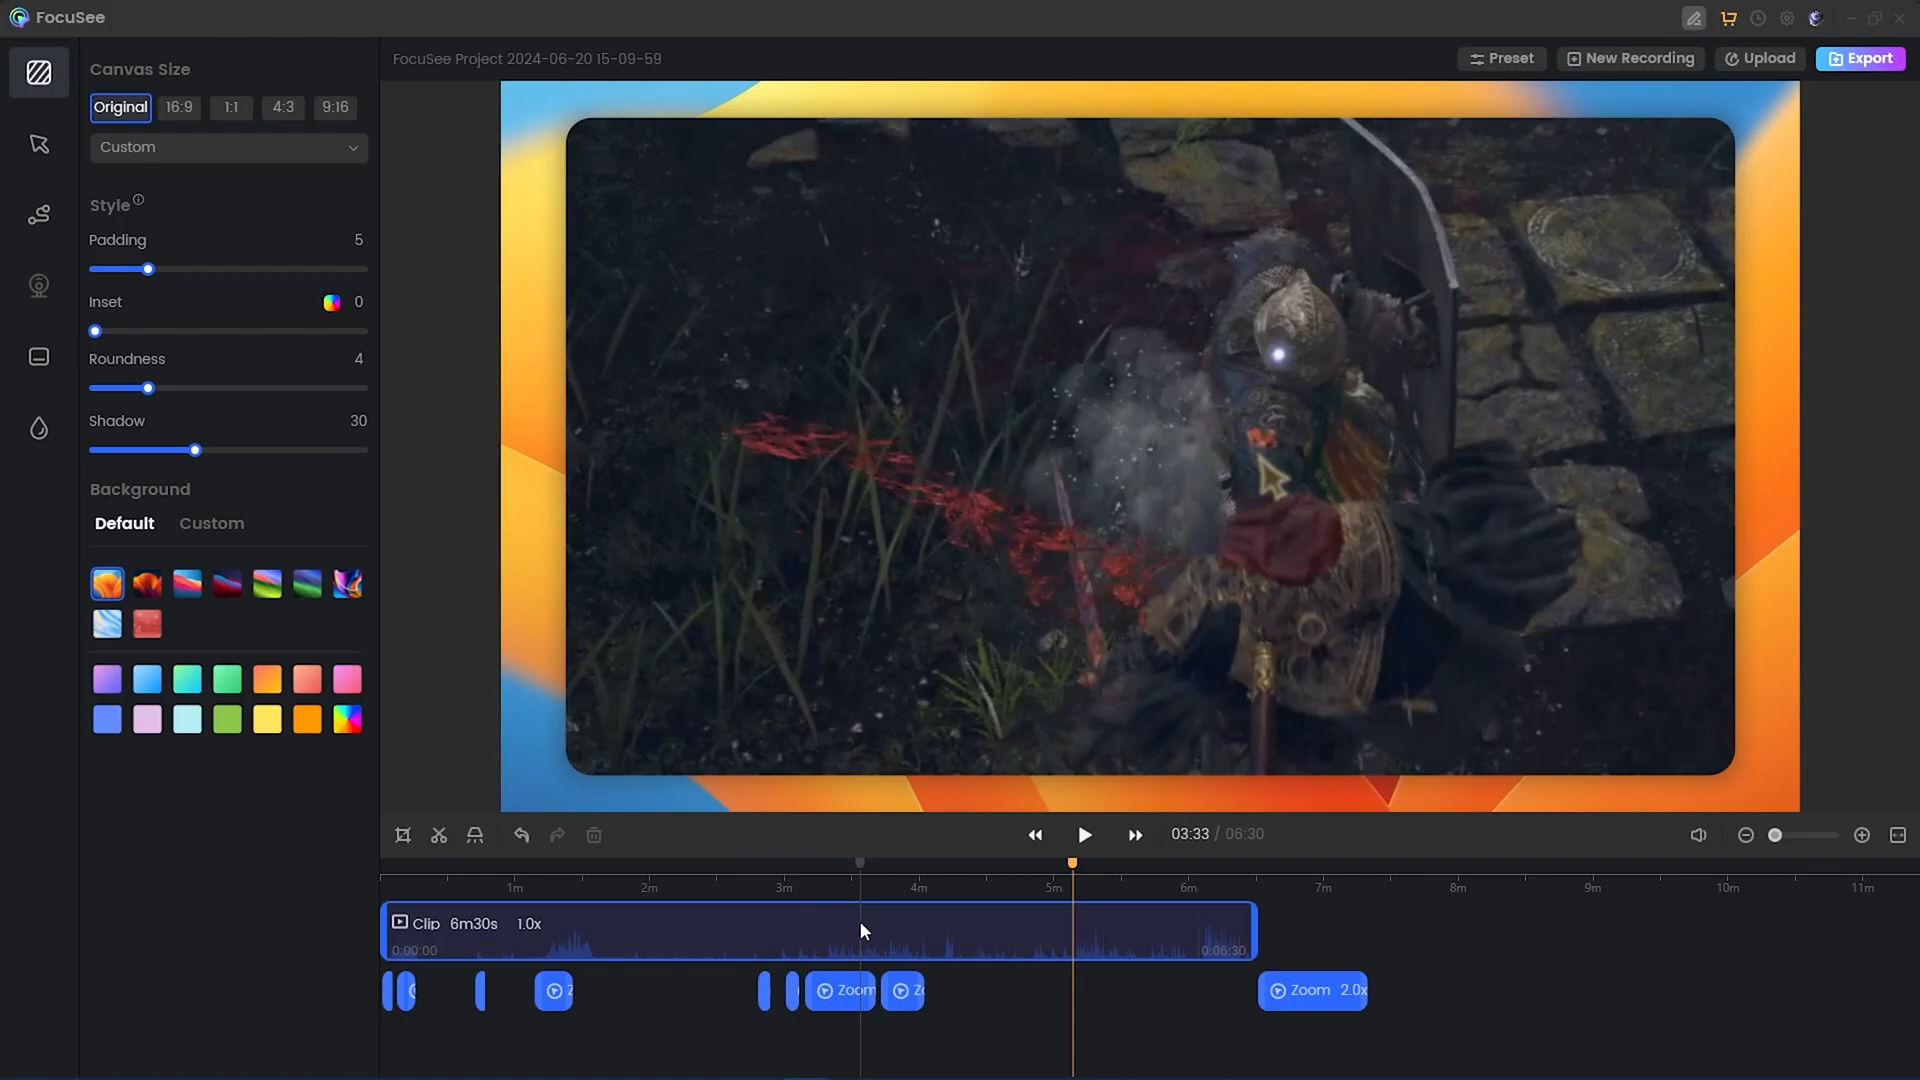 FocuSee
FocuSee Project 2024-06-20 15-09-59
Preset
New Recording
Upload
Export
Canvas Size
Original 16:9 1:1 4:3 9:16
Custom
Style
Padding 5
Inset 0
Roundness 4
Shadow 30
Background
Default Custom
03:33 / 06:30
1m 2m 3m 4m 5m 6m 7m 8m 9m 10m 11m
Clip 6m30s 1.0x
0:00:00 0:06:30
Zoom
Zoom 2.0x